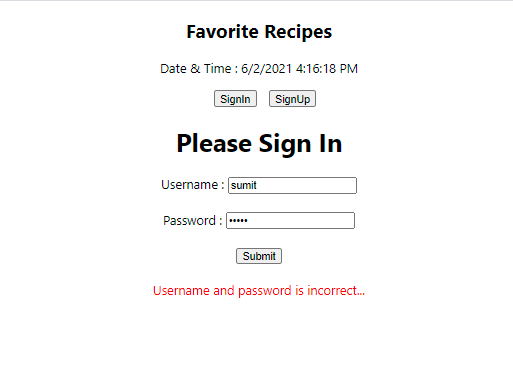 Favorite Recipes
Date & Time : 6/2/2021 4:16:18 PM
SignIn SignUp
Please Sign In
Username : sumit
Password : •••••
Submit
Username and password is incorrect...